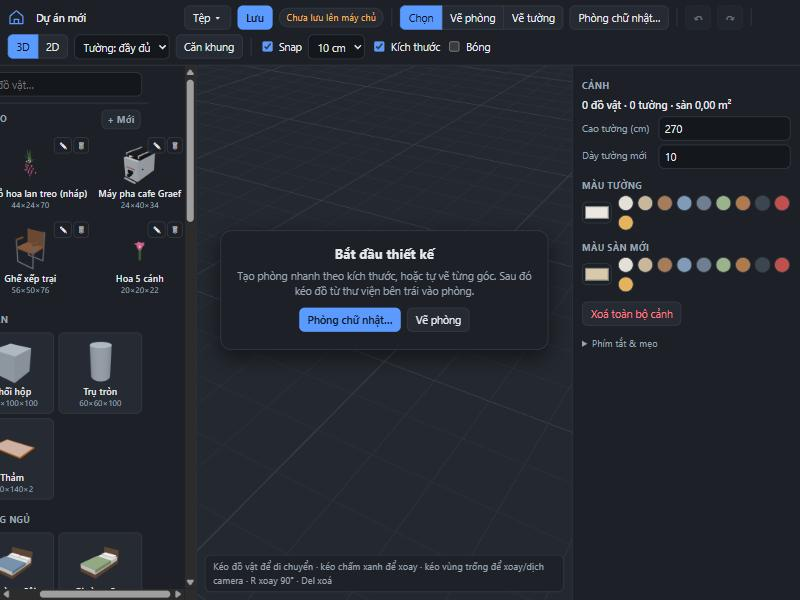 Dự án mới
Tệp
Lưu
Chưa lưu lên máy chủ
Chọn
Vẽ phòng
Vẽ tường
Phòng chữ nhật...
3D
2D
Tường: đầy đủ
Căn khung
Snap
10 cm
Kích thước
Bóng
đồ vật...
+ Mới
hoa lan treo (nháp)
44×24×70
Máy pha cafe Graef
24×40×34
Ghế xếp trại
56×50×76
Hoa 5 cánh
20×20×22
hối hộp
×100×100
Trụ tròn
60×60×100
Thảm
0×140×2
G NGỦ
Bắt đầu thiết kế
Tạo phòng nhanh theo kích thước, hoặc tự vẽ từng góc. Sau đó
kéo đồ từ thư viện bên trái vào phòng.
Phòng chữ nhật...
Vẽ phòng
Kéo đồ vật để di chuyển · kéo chấm xanh để xoay · kéo vùng trống để xoay/dịch
camera · R xoay 90° · Del xoá
CẢNH
0 đồ vật · 0 tường · sàn 0,00 m²
Cao tường (cm)
270
Dày tường mới
10
MÀU TƯỜNG
MÀU SÀN MỚI
Xoá toàn bộ cảnh
Phím tắt & mẹo